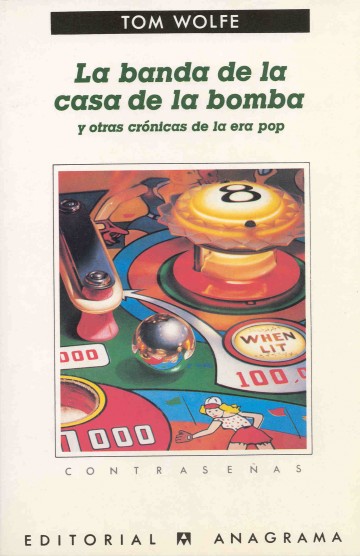 TOM WOLFE
La banda de la
casa de la bomba
y otras crónicas de la era pop
8
WHEN
LIT
000
100,0
1000
CONTRASEÑAS
EDITORIAL ANAGRAMA